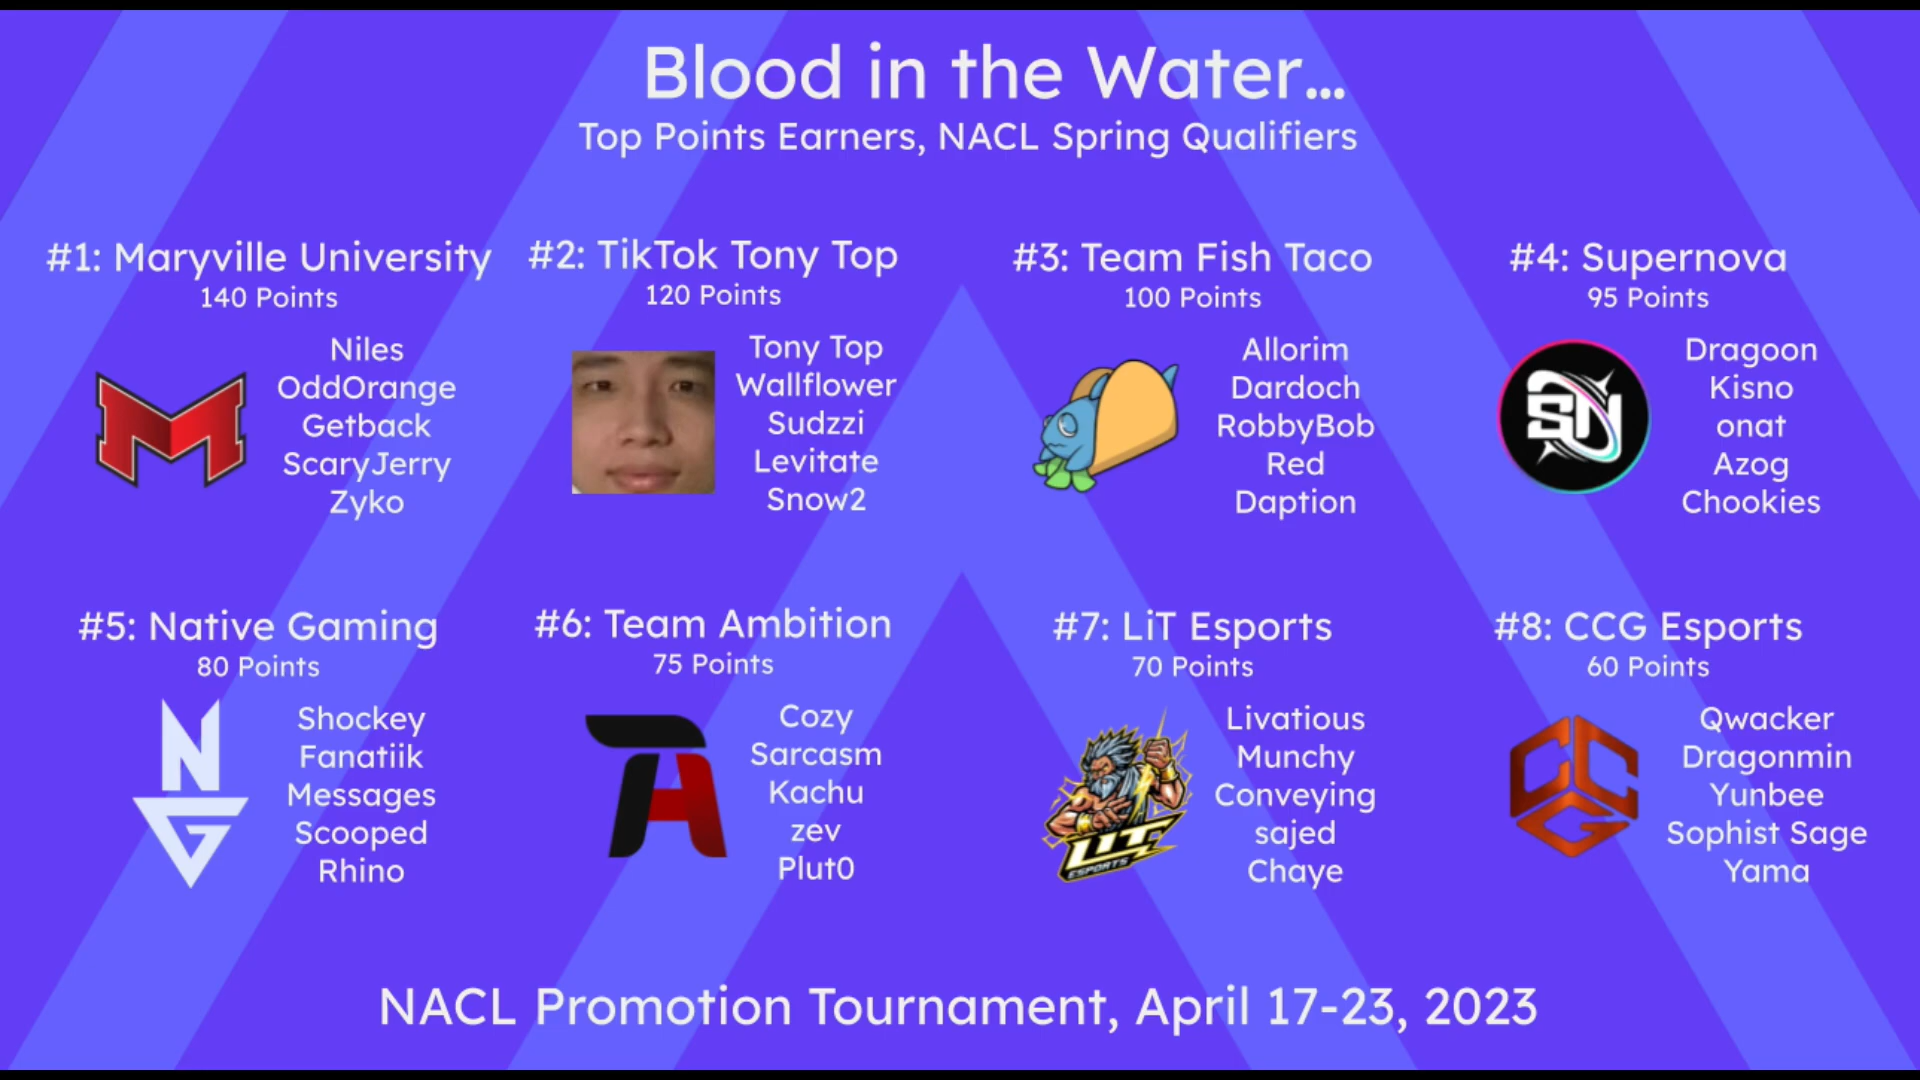 Blood in the Water...
Top Points Earners, NACL Spring Qualifiers
#1: Maryville University
140 Points
Niles
OddOrange
Getback
ScaryJerry
Zyko
#2: TikTok Tony Top
120 Points
Tony Top
Wallflower
Sudzzi
Levitate
Snow2
#3: Team Fish Taco
100 Points
Allorim
Dardoch
RobbyBob
Red
Daption
#4: Supernova
95 Points
SN
Dragoon
Kisno
onat
Azog
Chookies
#5: Native Gaming
80 Points
N
G
Shockey
Fanatiik
Messages
Scooped
Rhino
#6: Team Ambition
75 Points
TA
Cozy
Sarcasm
Kachu
zev
Plut0
#7: LiT Esports
70 Points
LIT
ESPORTS
Livatious
Munchy
Conveying
sajed
Chaye
#8: CCG Esports
60 Points
CCG
Qwacker
Dragonmin
Yunbee
Sophist Sage
Yama
NACL Promotion Tournament, April 17-23, 2023